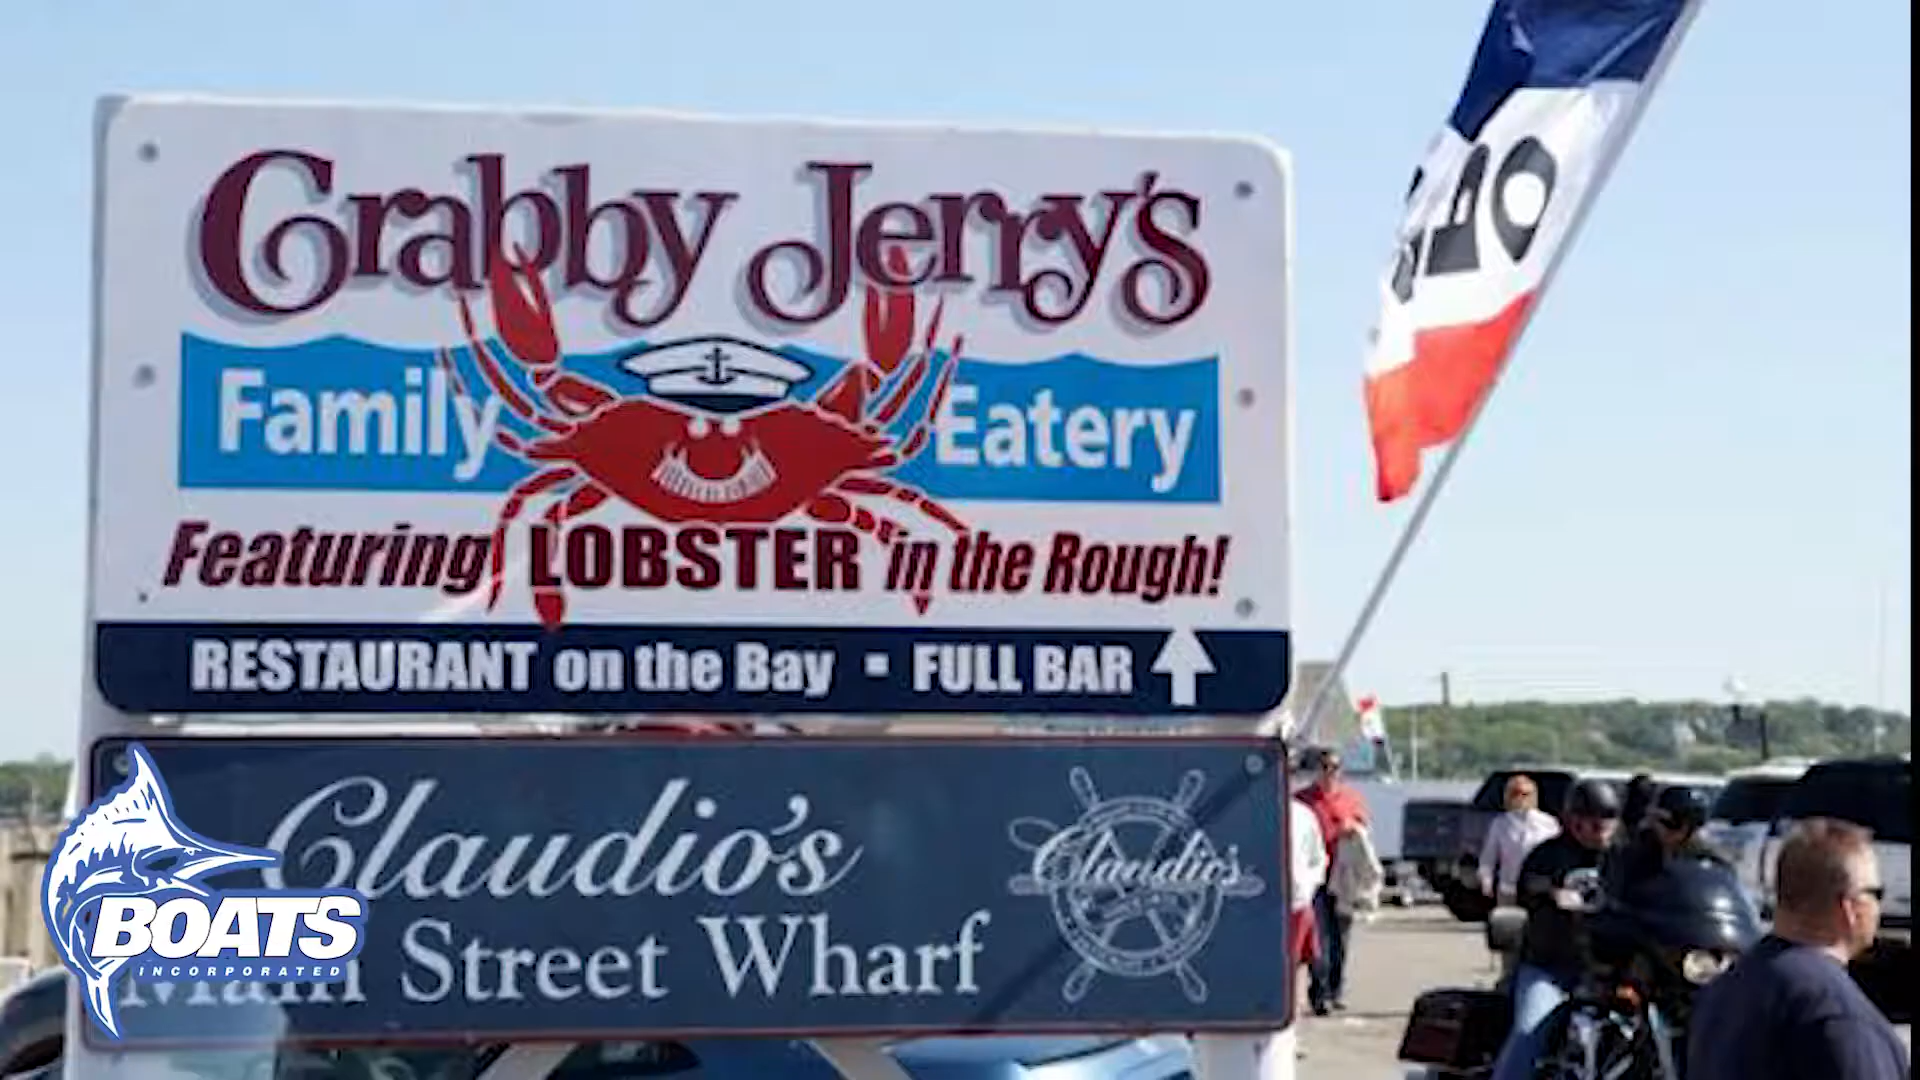 Crabby Jerry's
Family Eatery
Featuring LOBSTER in the Rough!
RESTAURANT on the Bay ▪ FULL BAR
Claudio's
Claudio's
Main Street Wharf
BOATS
INCORPORATED